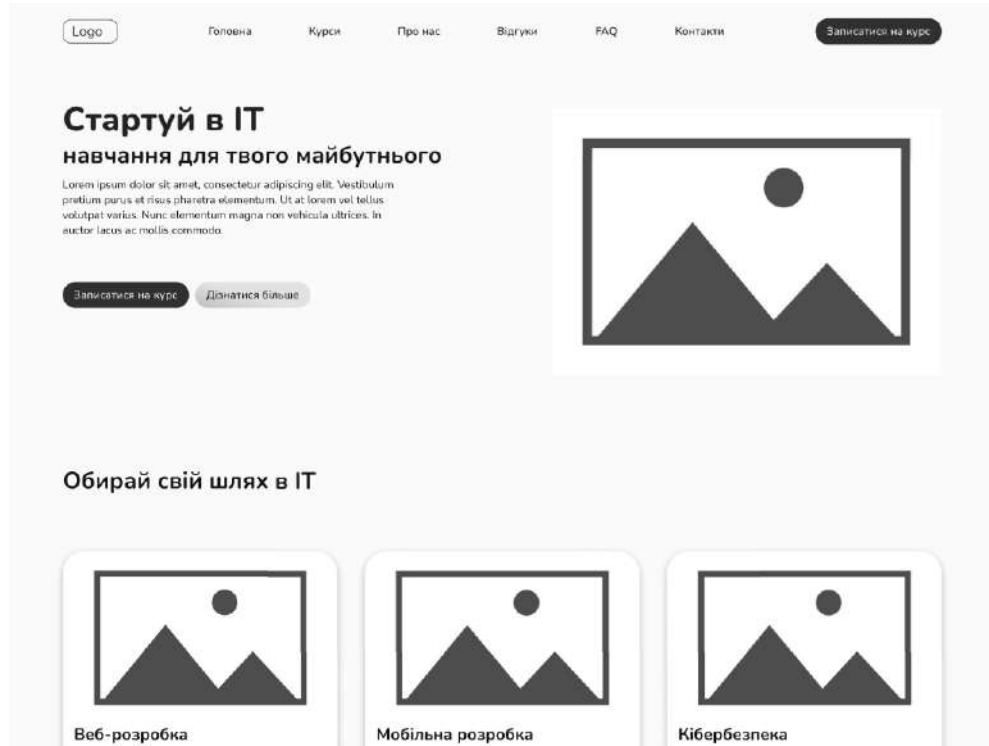 Logo
Головна
Курси
Про нас
Відгуки
FAQ
Контакти
Записатися на курс
Стартуй в ІТ
навчання для твого майбутнього
Lorem ipsum dolor sit amet, consectetur adipiscing elit. Vestibulum
pretium purus et risus pharetra elementum. Ut at lorem vel tellus
volutpat varius. Nunc elementum magna non vehicula ultrices. In
auctor lacus ac mollis commodo.
Записатися на курс
Дізнатися більше
Обирай свій шлях в ІТ
Веб-розробка
Мобільна розробка
Кібербезпека